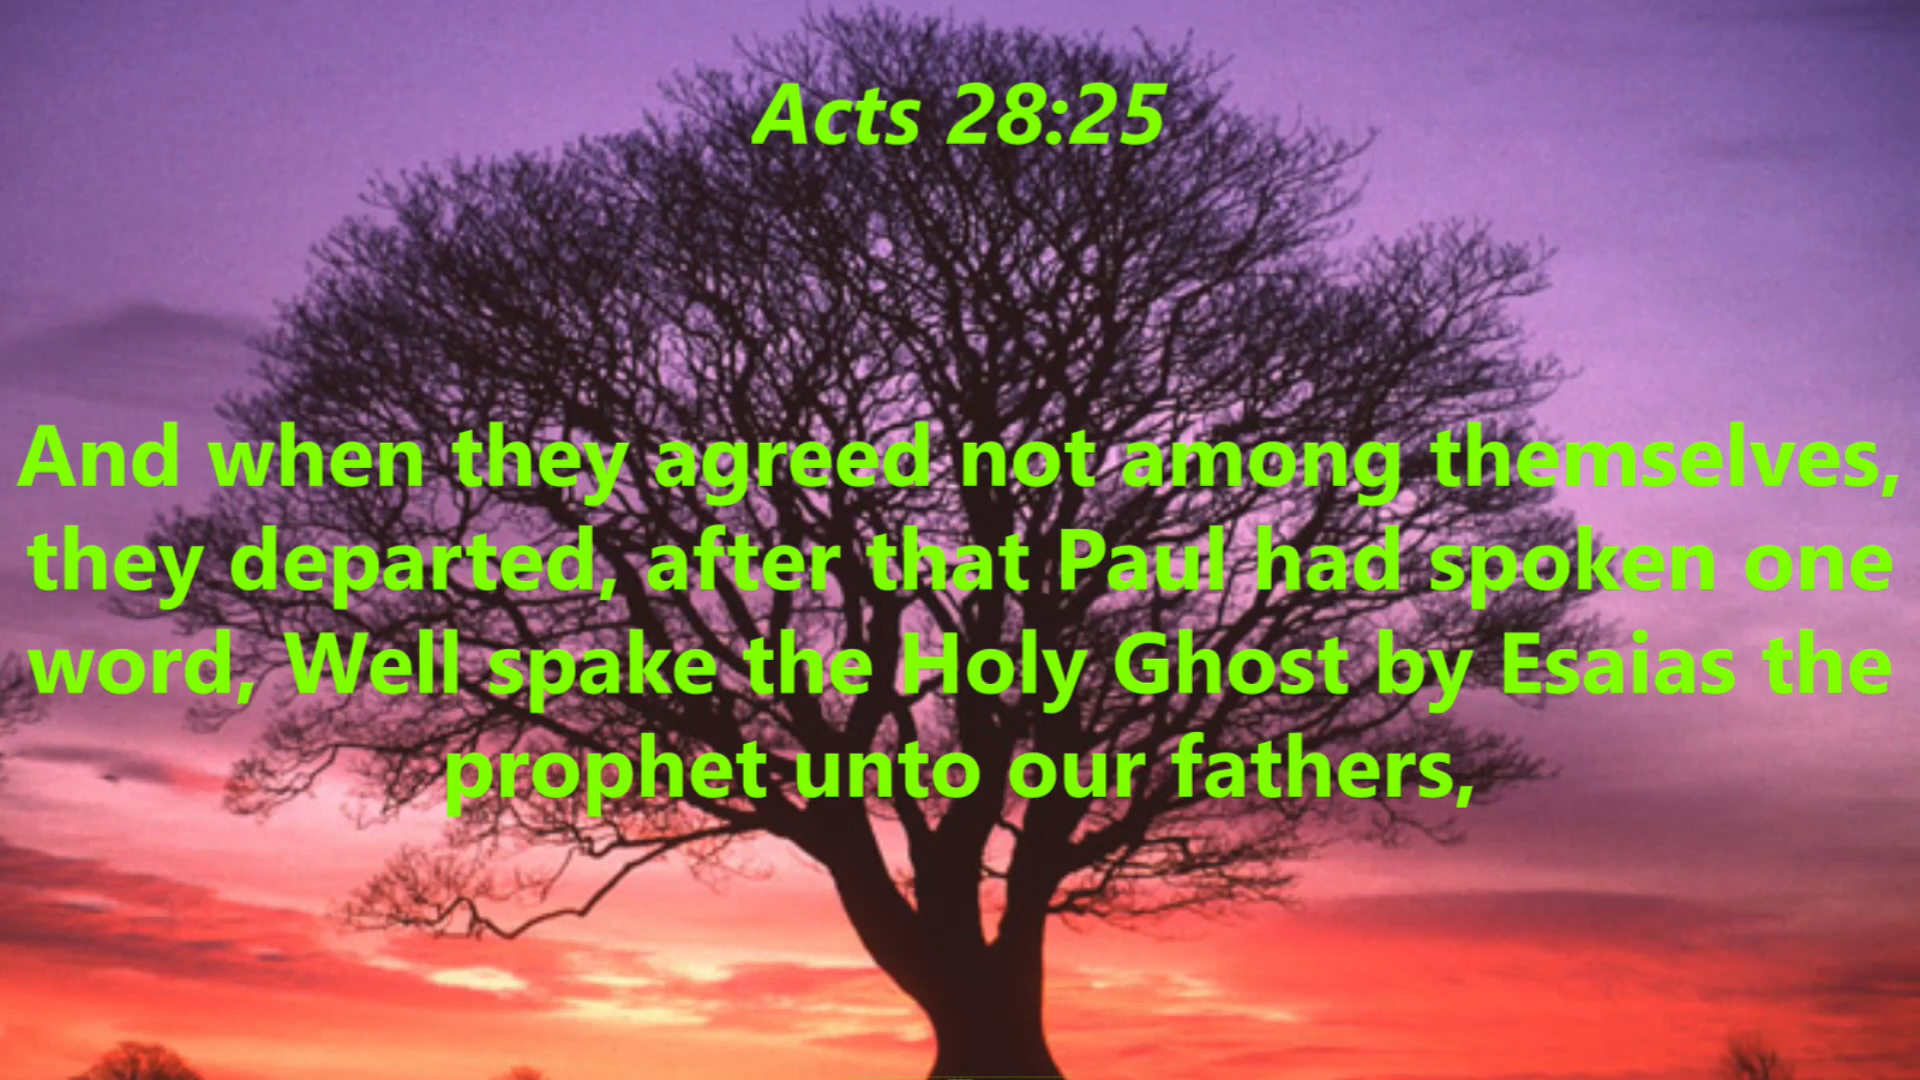 Acts 28:25
And when they agreed not among themselves,
they departed, after that Paul had spoken one
word, Well spake the Holy Ghost by Esaias the
prophet unto our fathers,